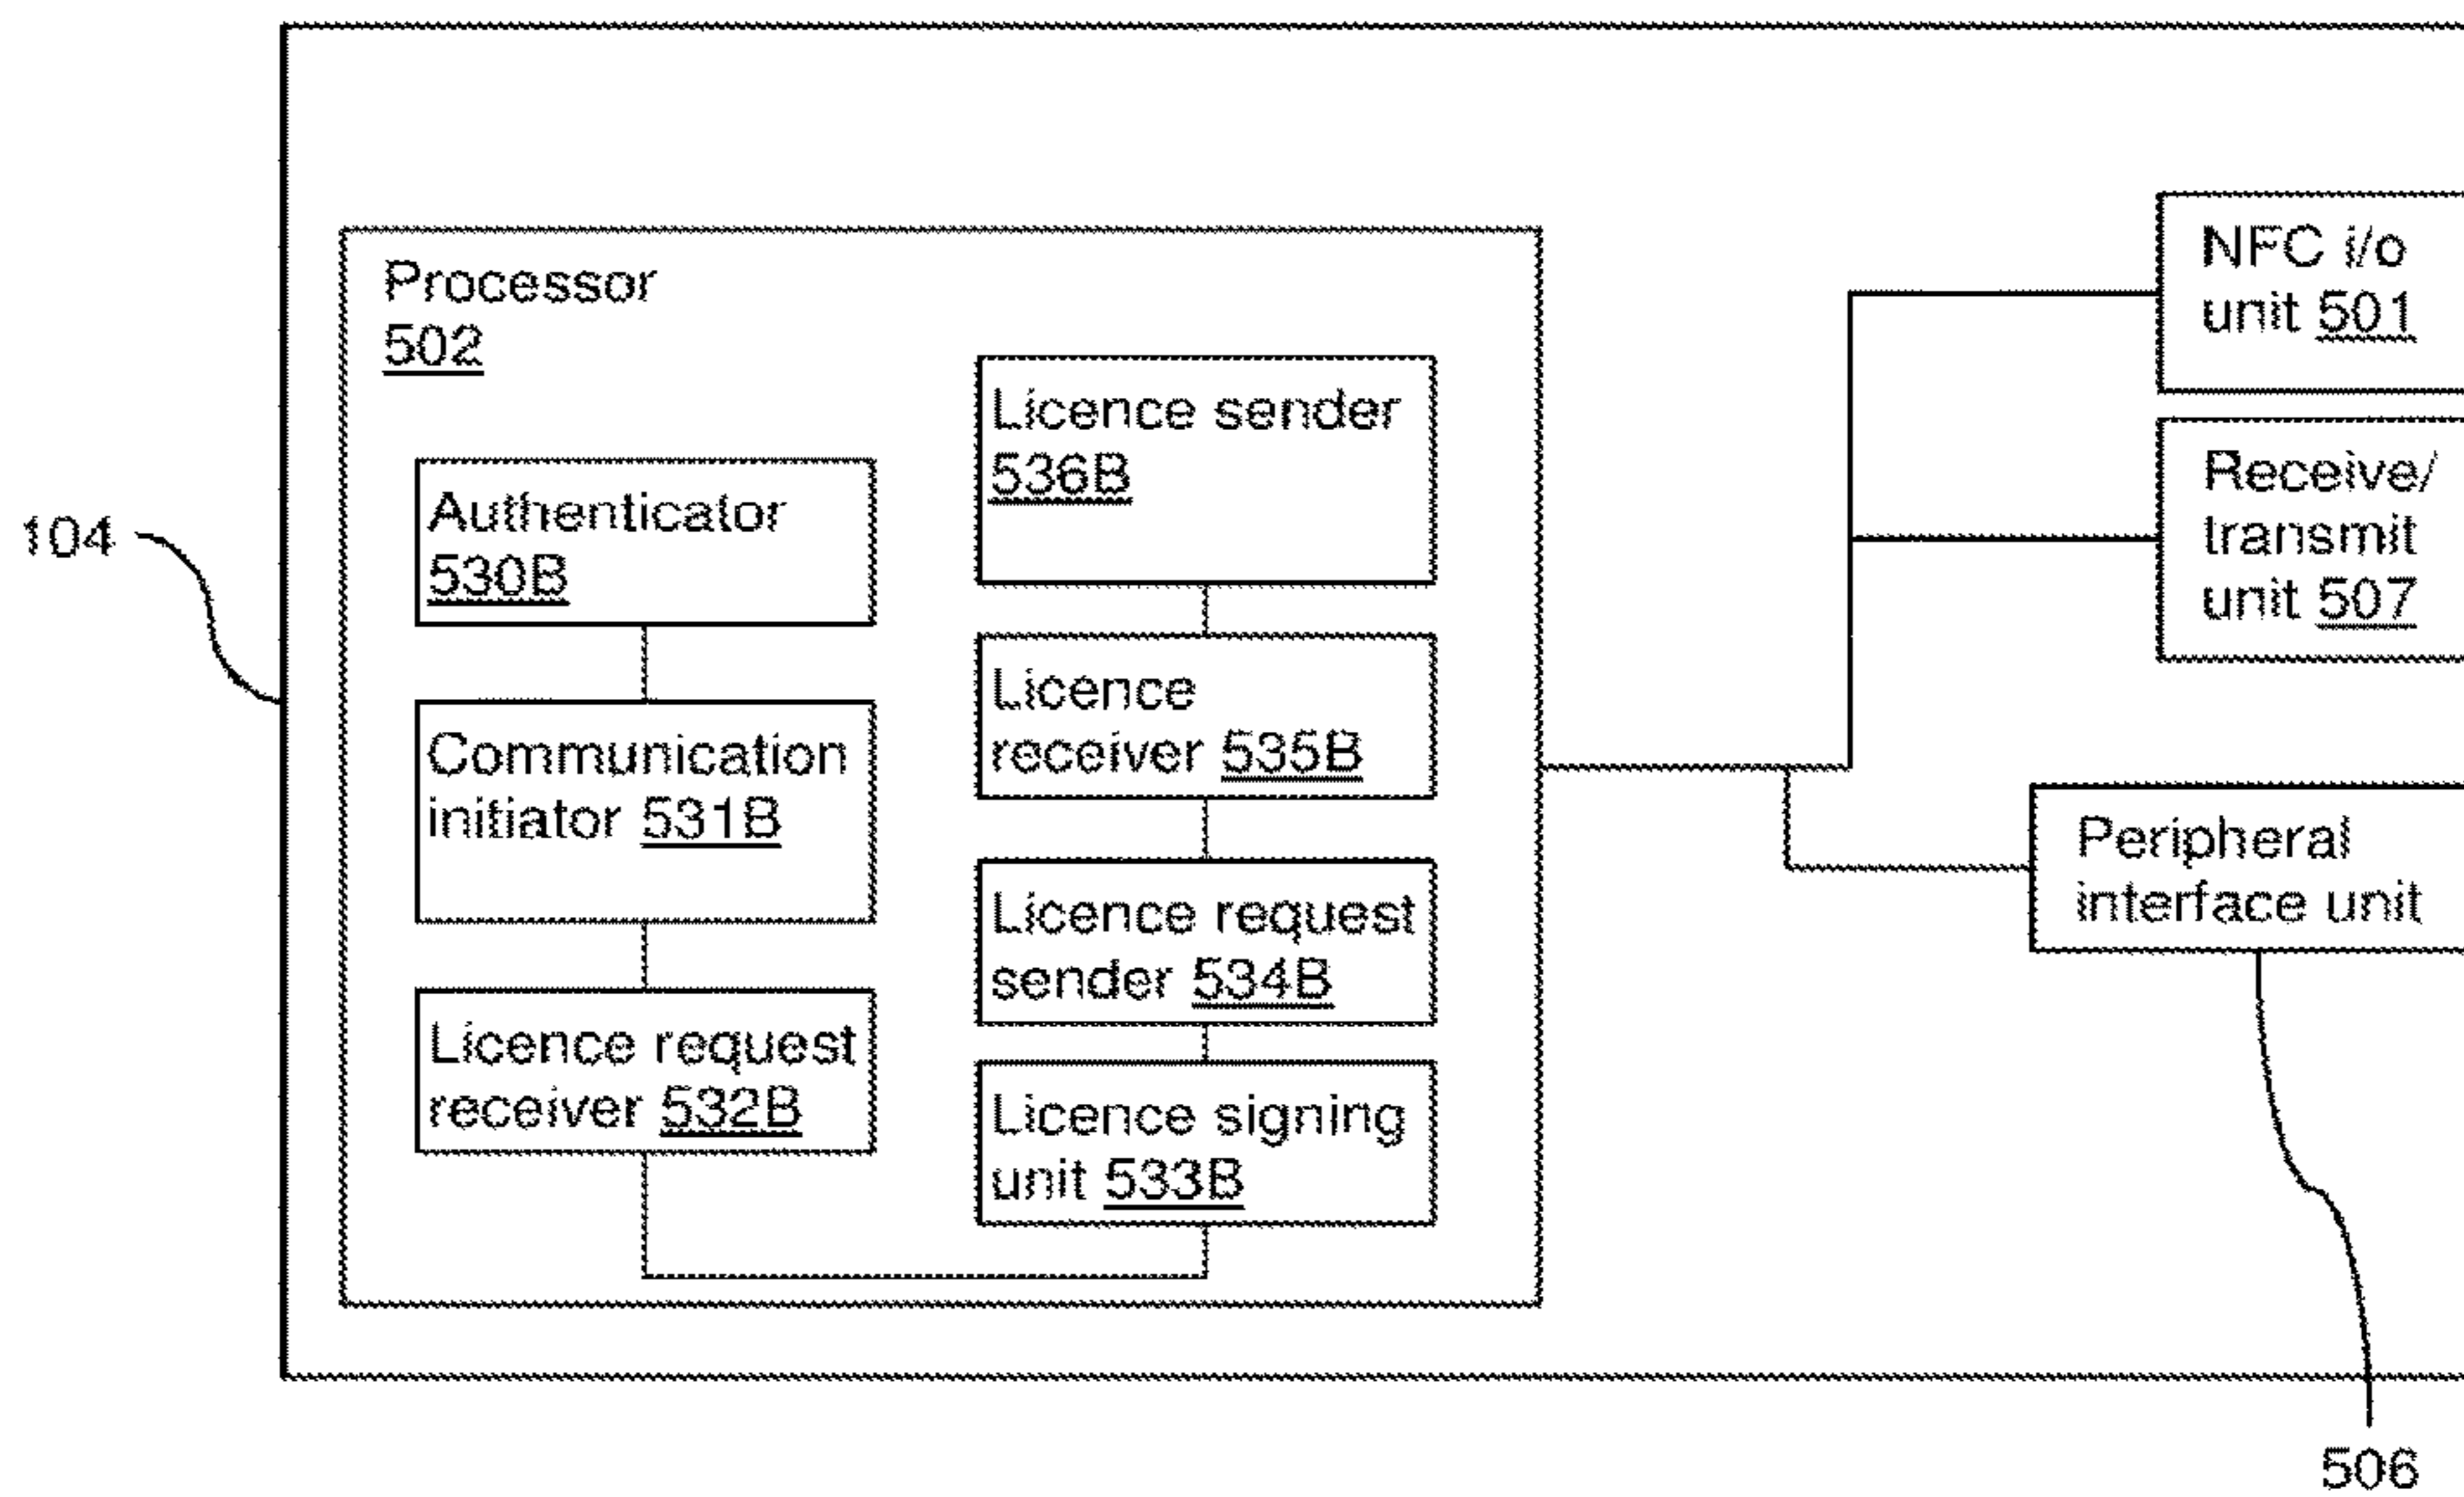 Processor
502
Authenticator
530B
Communication
initiator 531B
Licence request
receiver 532B
Licence sender
536B
Licence
receiver 535B
Licence request
sender 534B
Licence signing
unit 533B
NFC i/o
unit 501
Receive/
transmit
unit 507
Peripheral
interface unit
104
506